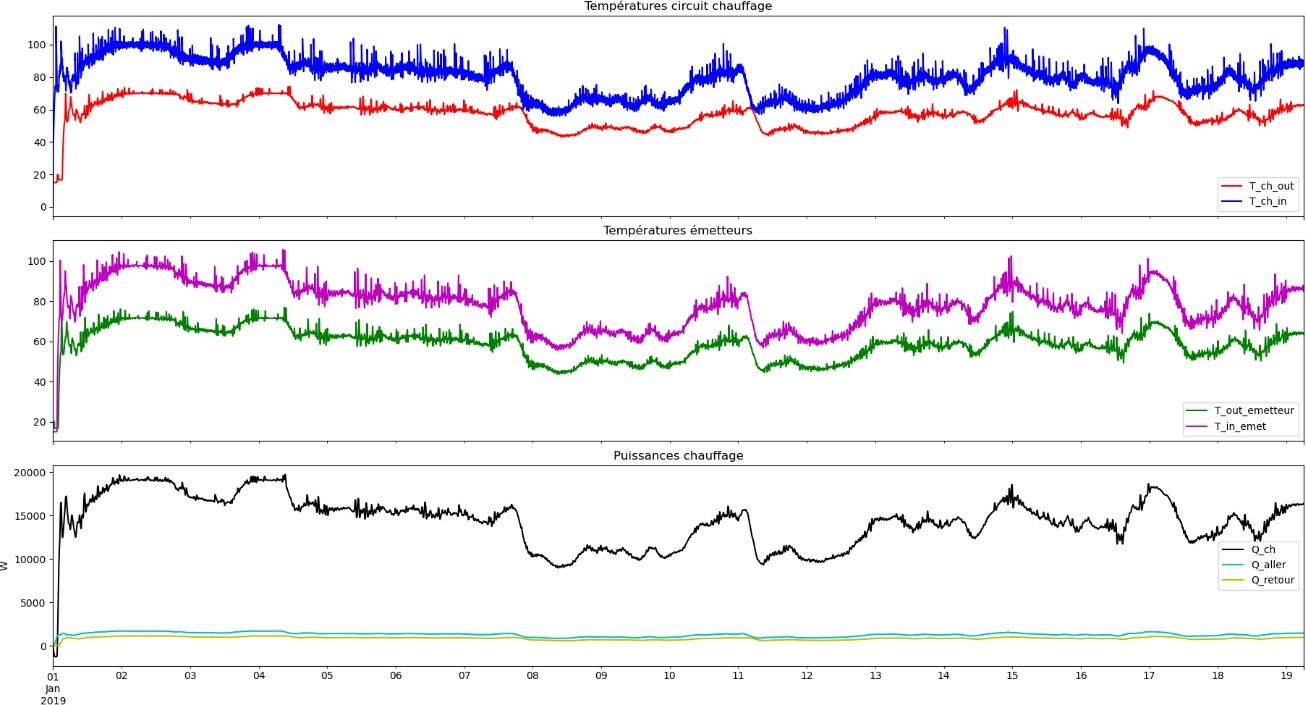 Températures circuit chauffage
100
80
60
40
20
0
T_ch_out
T_ch_in
Températures émetteurs
100
80
60
40
20
T_out_emetteur
T_in_emet
Puissances chauffage
20000
15000
10000
5000
0
W
Q_ch
Q_aller
Q_retour
01 02 03 04 05 06 07 08 09 10 11 12 13 14 15 16 17 18 19
Jan
2019